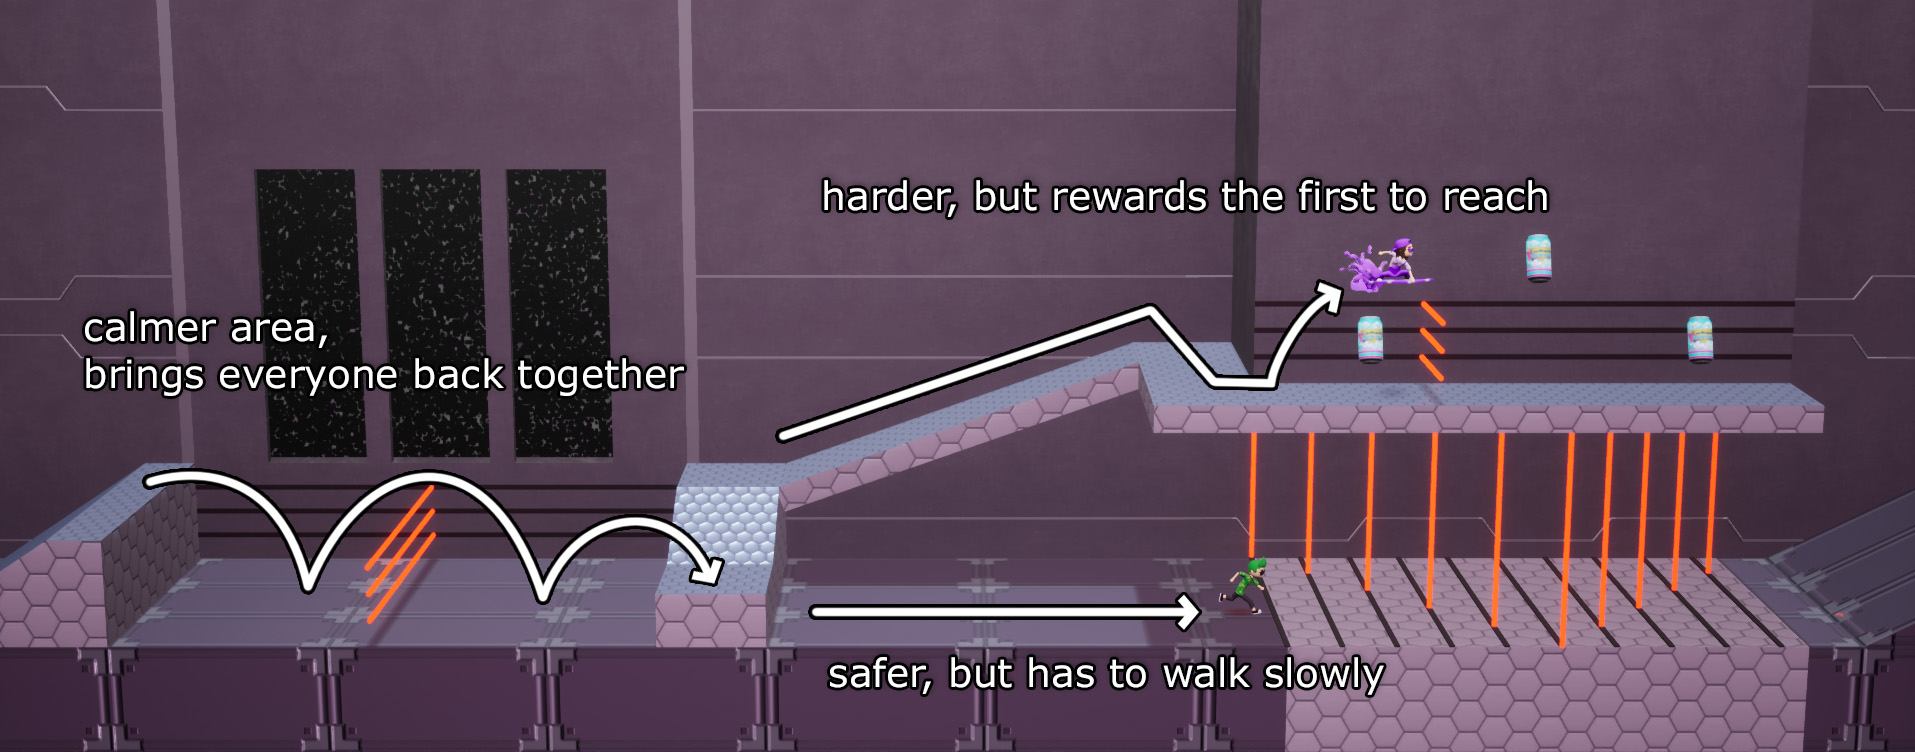 harder, but rewards the first to reach
calmer area,
brings everyone back together
safer, but has to walk slowly